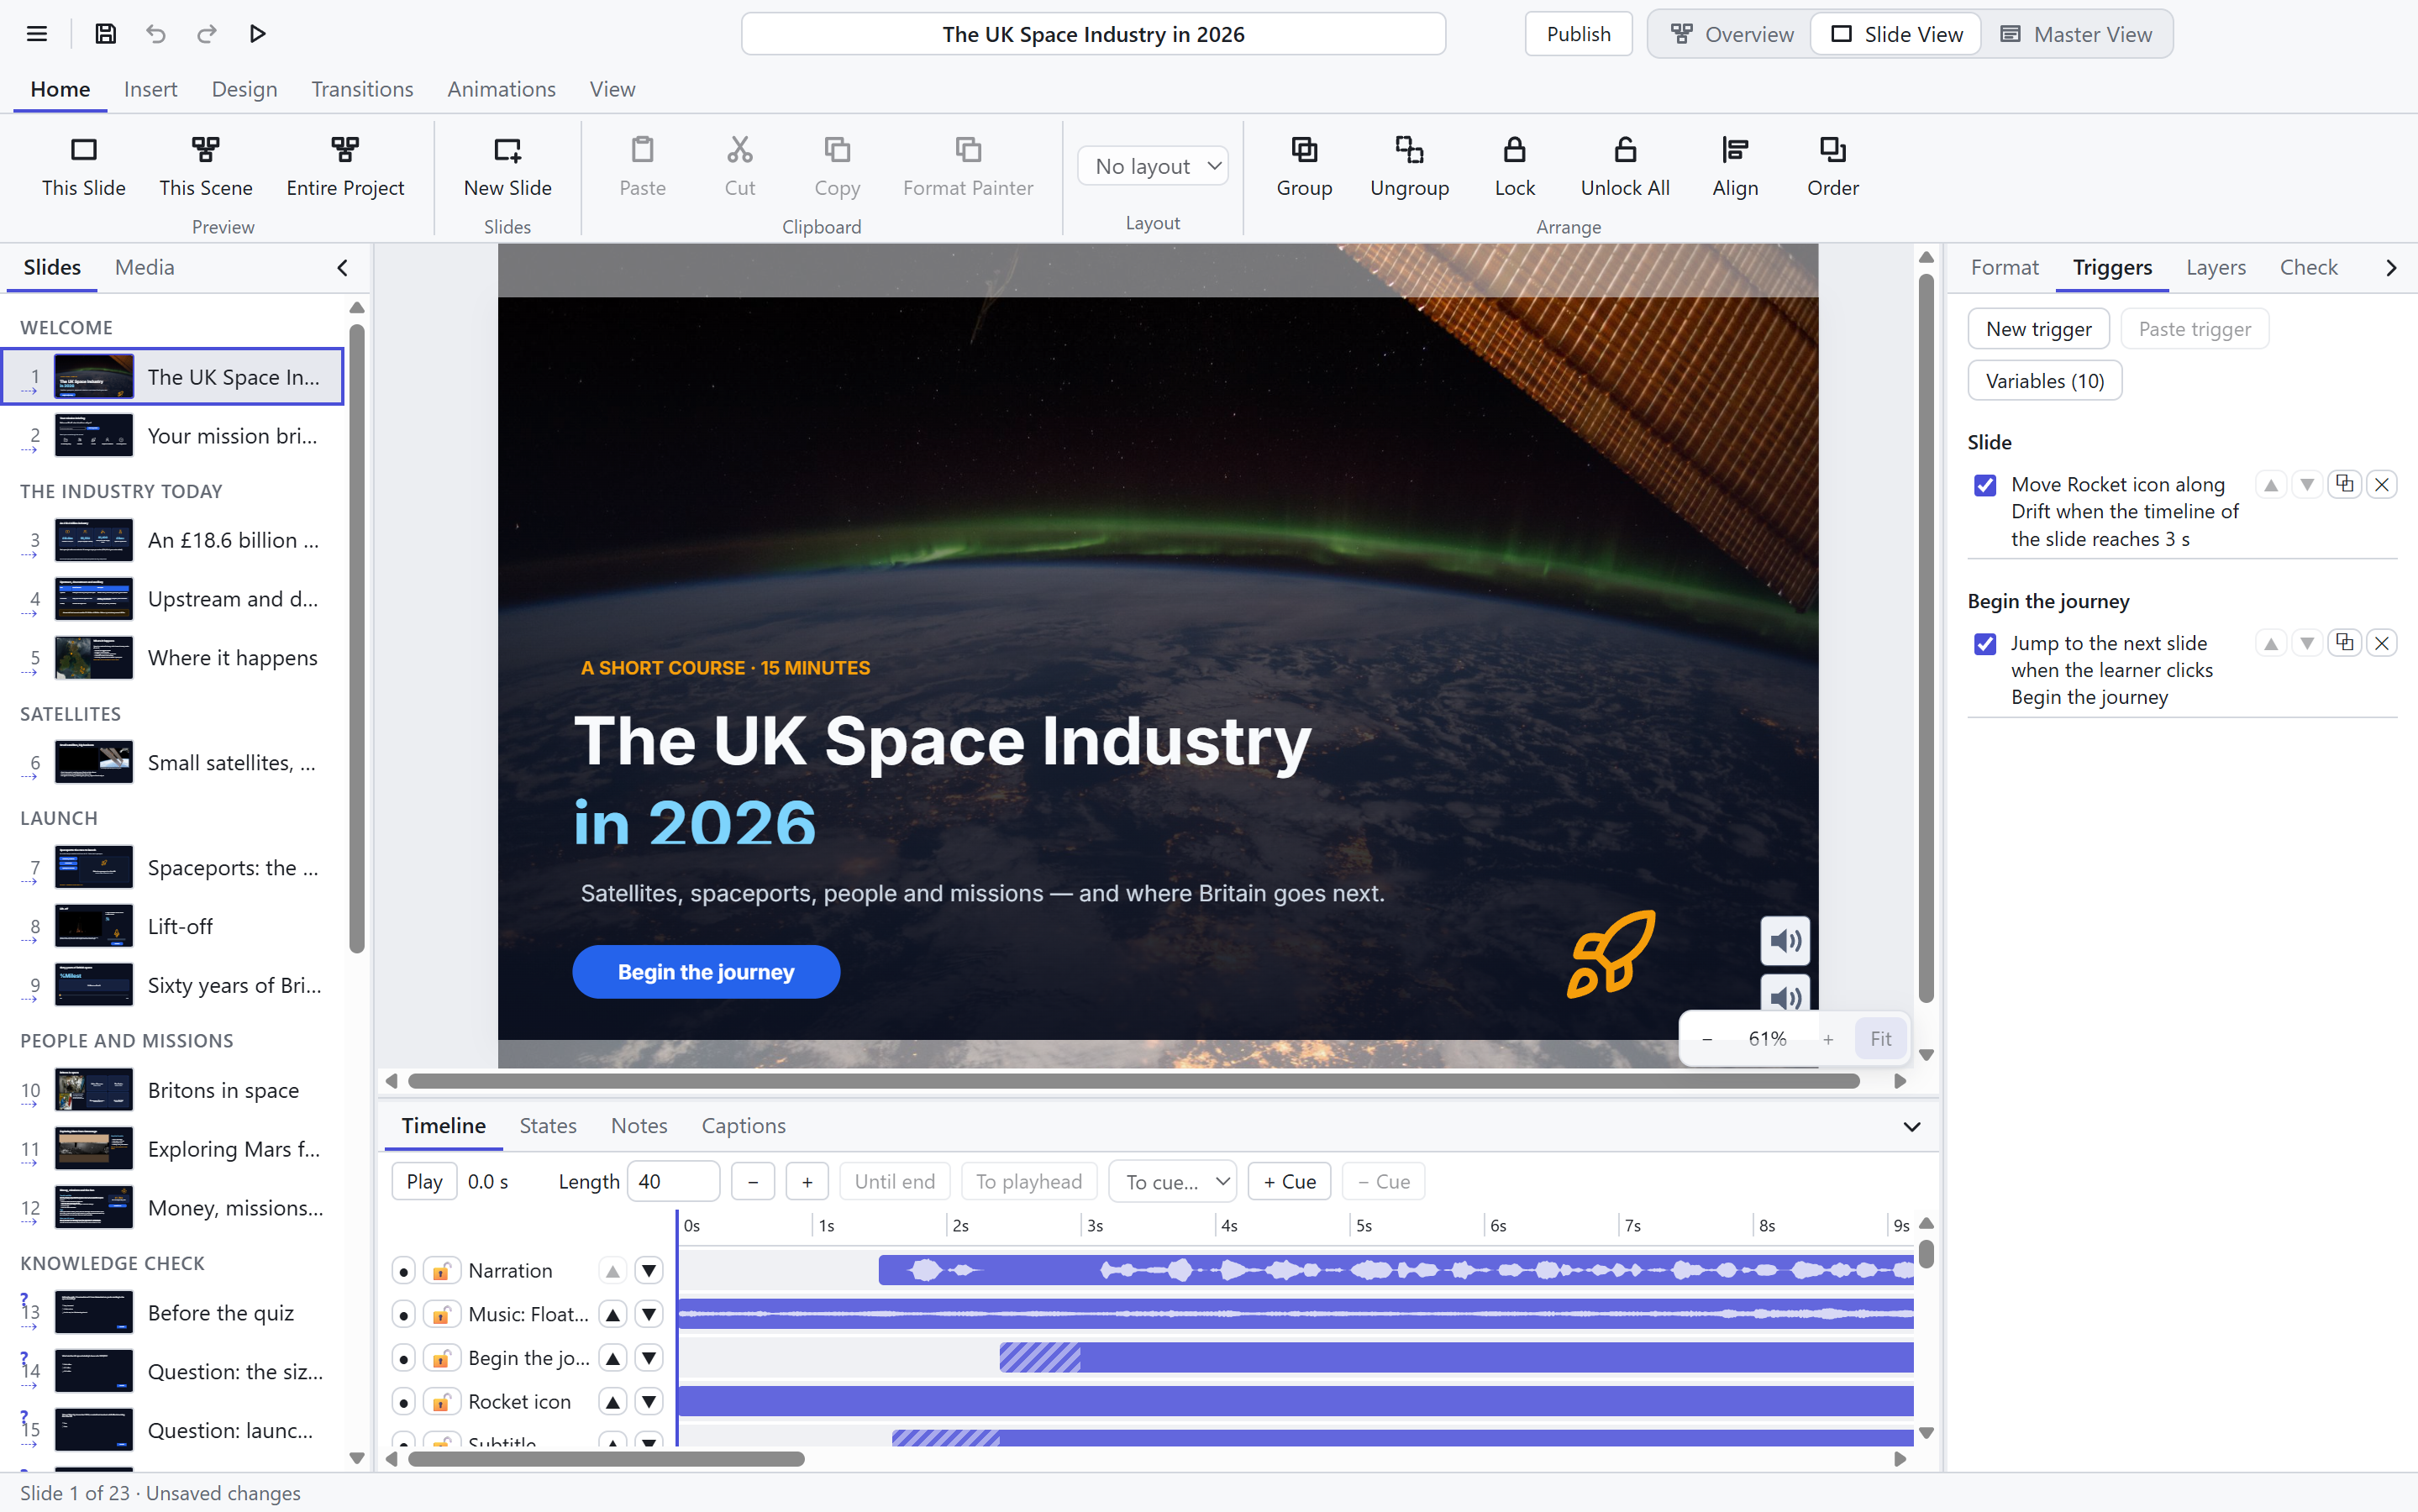 The UK Space Industry in 2026
Publish
Overview
Slide View
Master View
Home
Insert
Design
Transitions
Animations
View
This Slide
This Scene
Entire Project
Preview
New Slide
Slides
Paste
Cut
Copy
Format Painter
Clipboard
No layout
Layout
Group
Ungroup
Lock
Unlock All
Align
Order
Arrange
Slides
Media
WELCOME
1 The UK Space In...
2 Your mission bri...
THE INDUSTRY TODAY
3 An £18.6 billion ...
4 Upstream and d...
5 Where it happens
SATELLITES
6 Small satellites, ...
LAUNCH
7 Spaceports: the ...
8 Lift-off
9 Sixty years of Bri...
PEOPLE AND MISSIONS
10 Britons in space
11 Exploring Mars f...
12 Money, missions...
KNOWLEDGE CHECK
? 13 Before the quiz
? 14 Question: the siz...
? 15 Question: launc...
A SHORT COURSE · 15 MINUTES
The UK Space Industry
in 2026
Satellites, spaceports, people and missions — and where Britain goes next.
Begin the journey
− 61% + Fit
Timeline
States
Notes
Captions
Play
0.0 s
Length
40
−
+
Until end
To playhead
To cue...
+ Cue
− Cue
0s 1s 2s 3s 4s 5s 6s 7s 8s 9s
Narration
Music: Float...
Begin the jo...
Rocket icon
Subtitle
Format
Triggers
Layers
Check
New trigger
Paste trigger
Variables (10)
Slide
Move Rocket icon along
Drift when the timeline of
the slide reaches 3 s
Begin the journey
Jump to the next slide
when the learner clicks
Begin the journey
Slide 1 of 23 · Unsaved changes